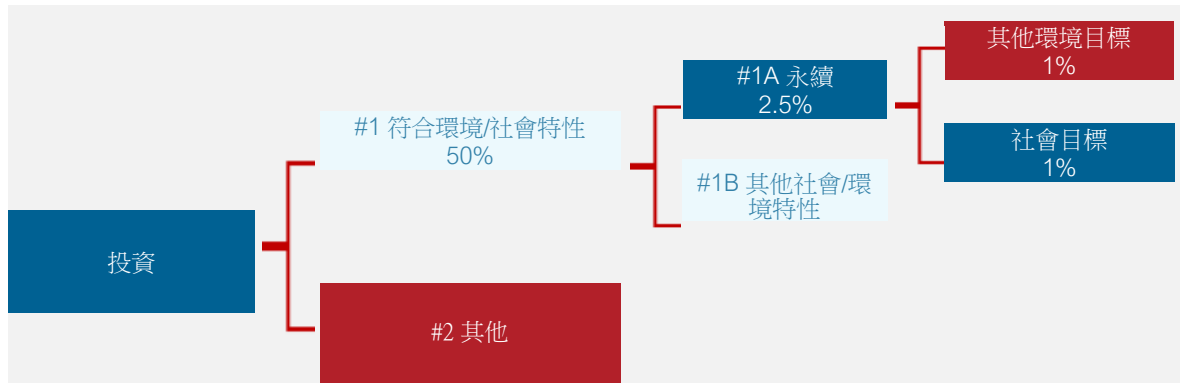 投資
#1 符合環境/社會特性
50%
#2 其他
#1A 永續
2.5%
#1B 其他社會/環
境特性
其他環境目標
1%
社會目標
1%